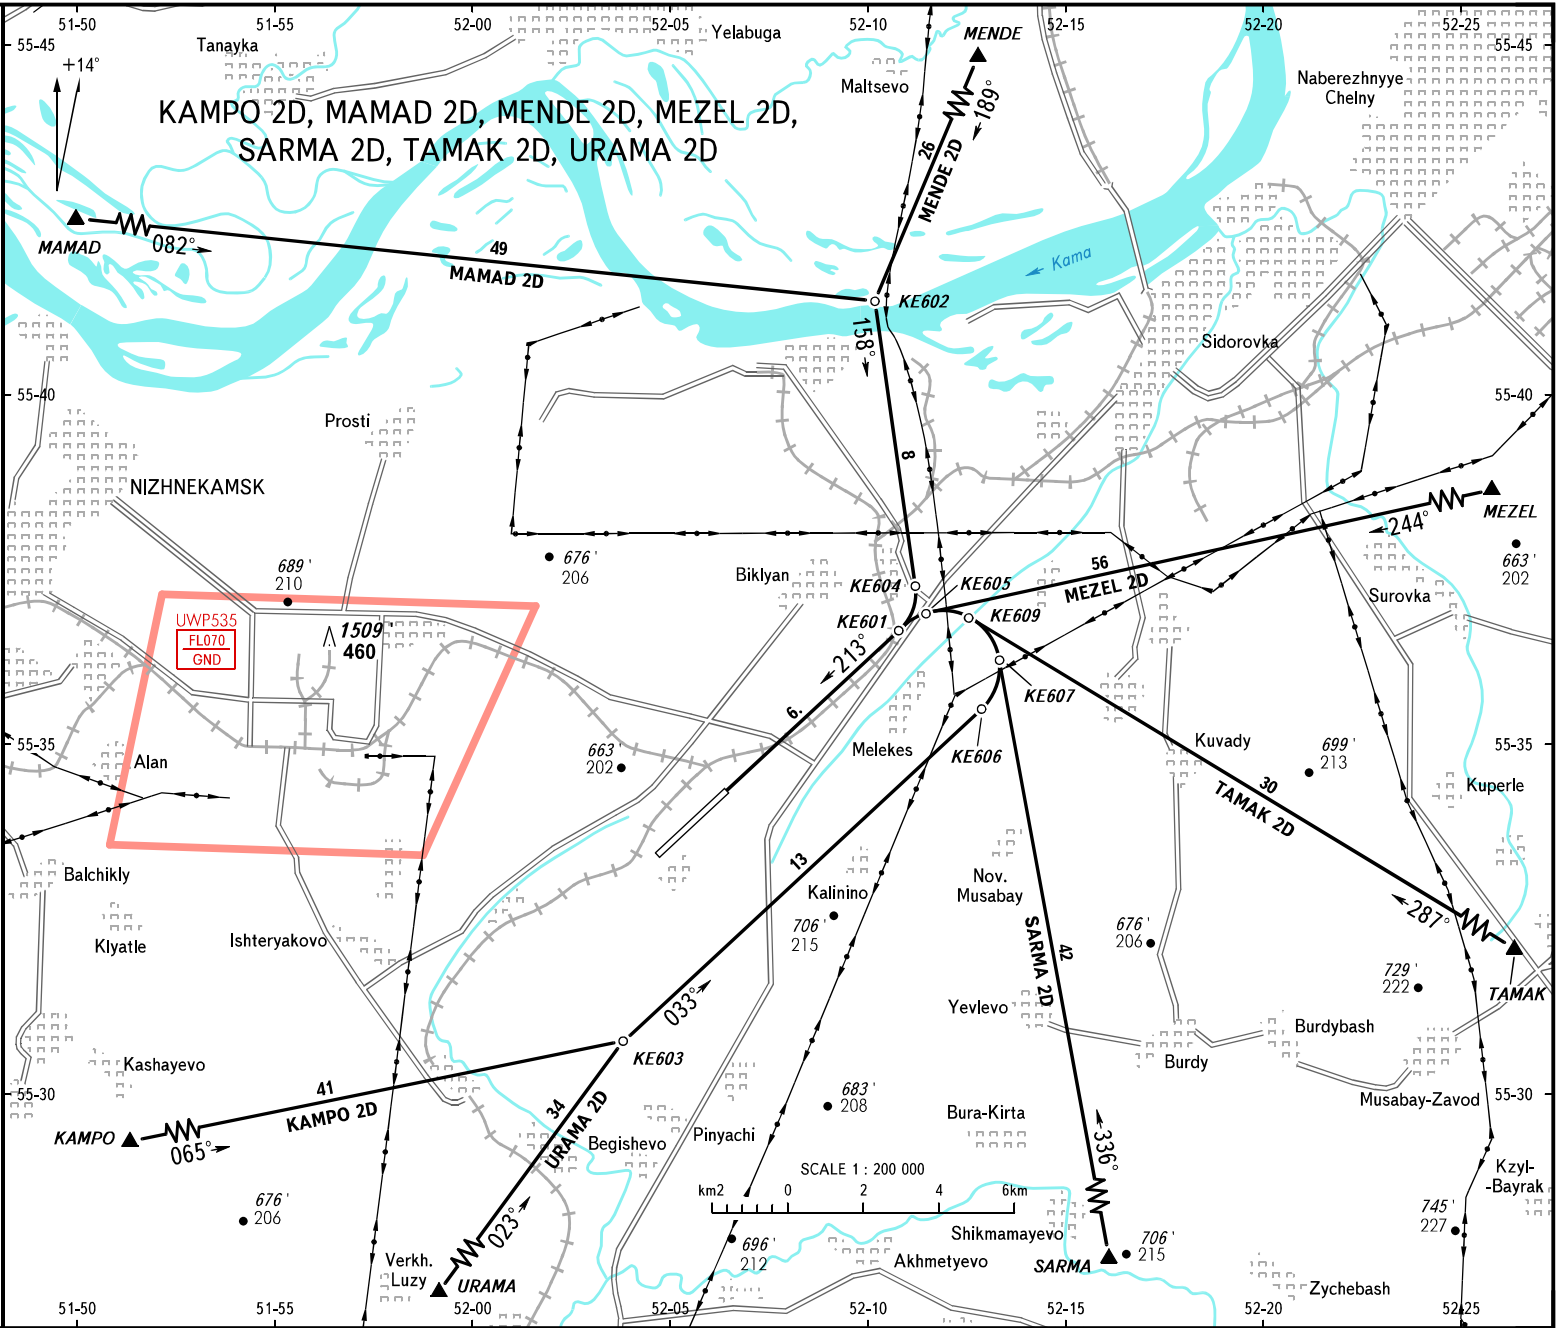 51-50 51-55 52-00 52-05 52-10 52-15 52-20 52-25
55-45 55-45
Tanayka
Yelabuga
MENDE
+14°
Maltsevo
Naberezhnyye
Chelny
KAMPO 2D, MAMAD 2D, MENDE 2D, MEZEL 2D,
SARMA 2D, TAMAK 2D, URAMA 2D
189°
26
MENDE 2D
MAMAD
082°
49
MAMAD 2D
Kama
KE602
158°
Sidorovka
55-40 55-40
Prosti
8
NIZHNEKAMSK
MEZEL
244°
676'
206
663'
202
689'
210
Biklyan
KE604
KE605
56
MEZEL 2D
Surovka
UWP535
FL070
GND
1509'
460
KE601
KE609
213°
KE607
6.
55-35 55-35
Alan
663'
202
Melekes
KE606
Kuvady
699'
213
Kuperle
30
TAMAK 2D
Balchikly
13
Kalinino
706'
215
Nov.
Musabay
287°
Klyatle
Ishteryakovo
42
SARMA 2D
676'
206
729'
222
TAMAK
033°
Yevlevo
Burdybash
Kashayevo
KE603
Burdy
55-30 55-30
41
KAMPO 2D
34
URAMA 2D
683'
208
Musabay-Zavod
KAMPO
065°
Begishevo
Pinyachi
Bura-Kirta
336°
SCALE 1 : 200 000
km2 0 2 4 6km
Kzyl-
-Bayrak
676'
206
023°
696'
212
Shikmamayevo
706'
215
745'
227
Verkh.
Luzy
URAMA
Akhmetyevo
SARMA
Zychebash
51-50 51-55 52-00 52-05 52-10 52-15 52-20 52-25